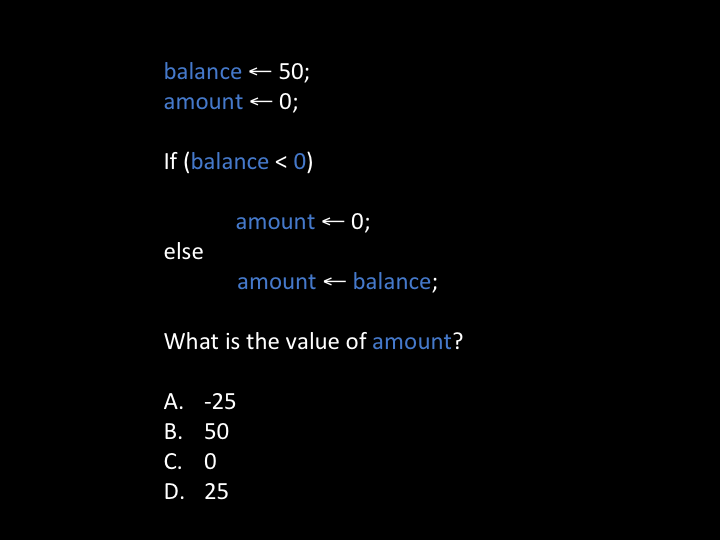 balance ← 50;
amount ← 0;
If (balance < 0)
amount ← 0;
else
amount ← balance;
What is the value of amount?
A. -25
B. 50
C. 0
D. 25